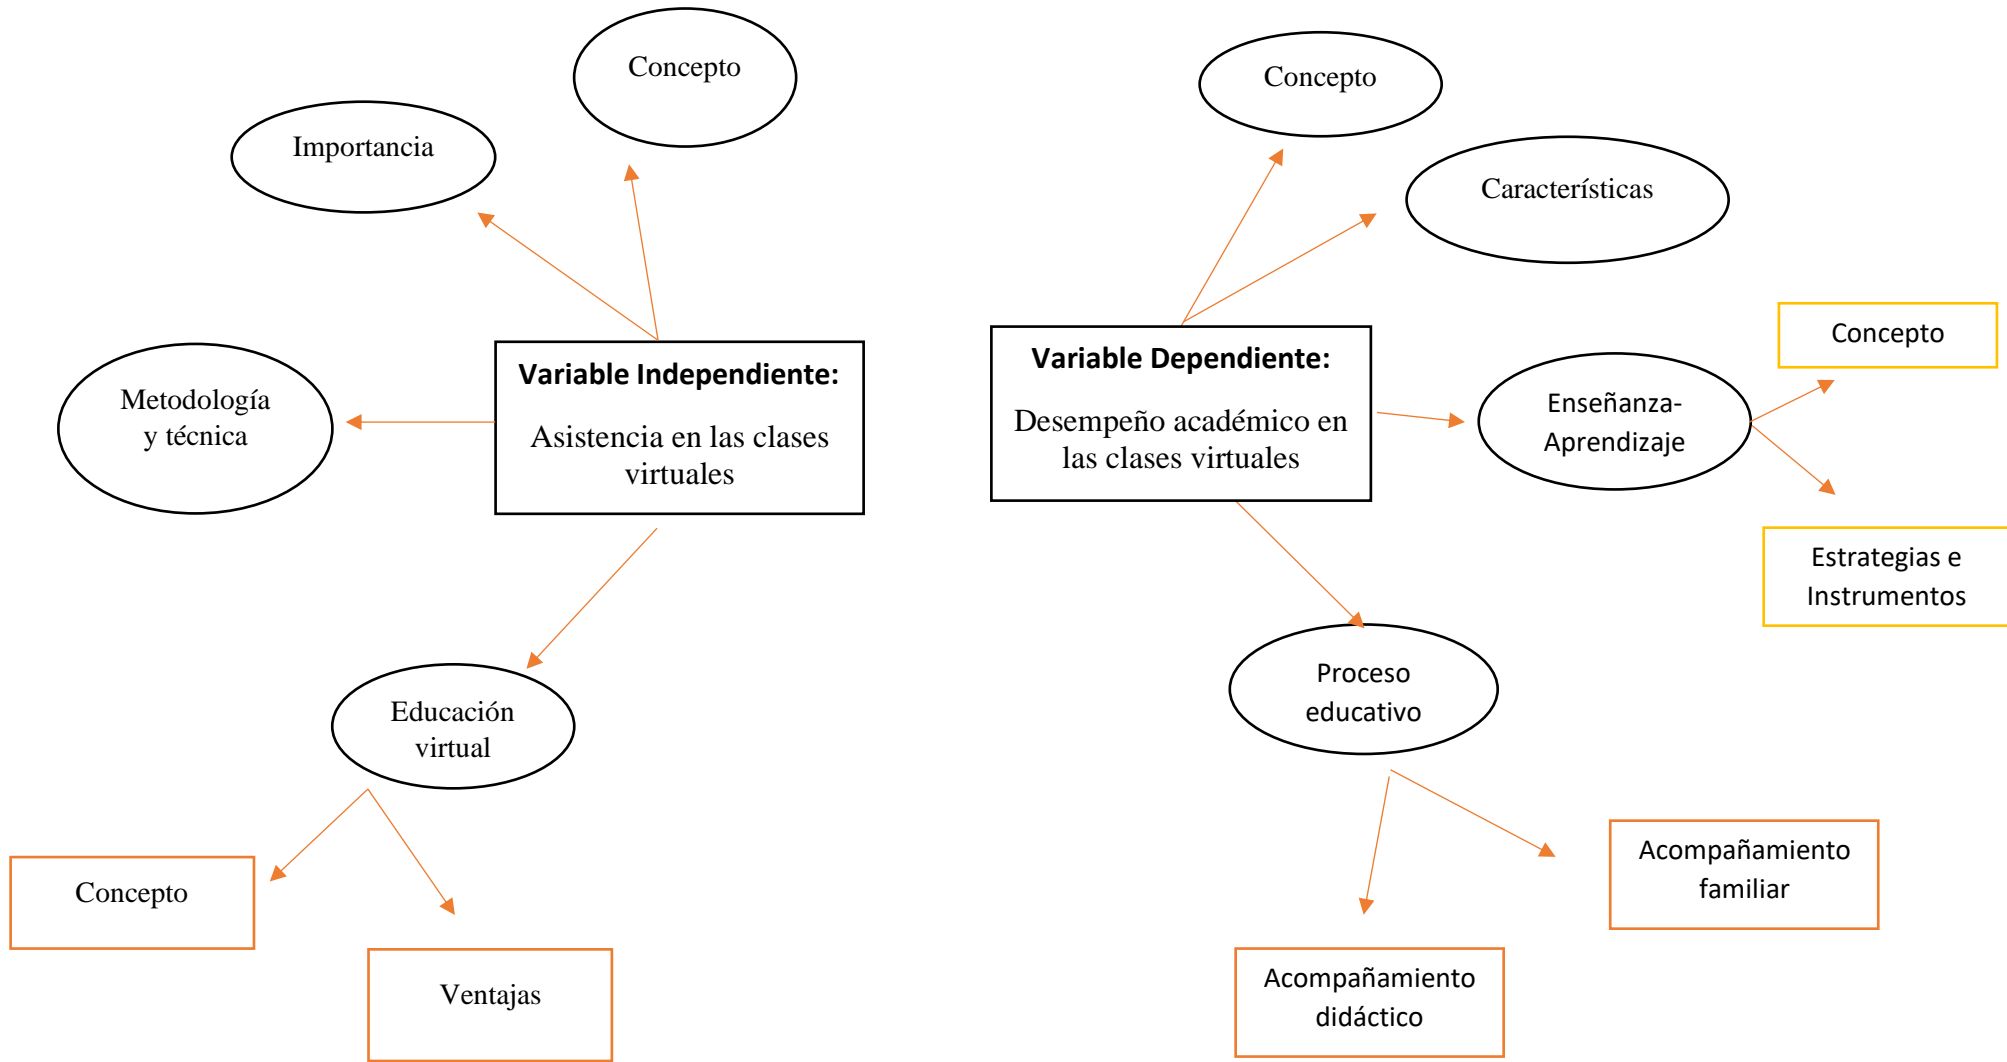 Concepto
Importancia
Metodología
y técnica
Variable Independiente:
Asistencia en las clases
virtuales
Educación
virtual
Concepto
Ventajas
Concepto
Características
Variable Dependiente:
Desempeño académico en
las clases virtuales
Enseñanza-
Aprendizaje
Concepto
Estrategias e
Instrumentos
Proceso
educativo
Acompañamiento
familiar
Acompañamiento
didáctico